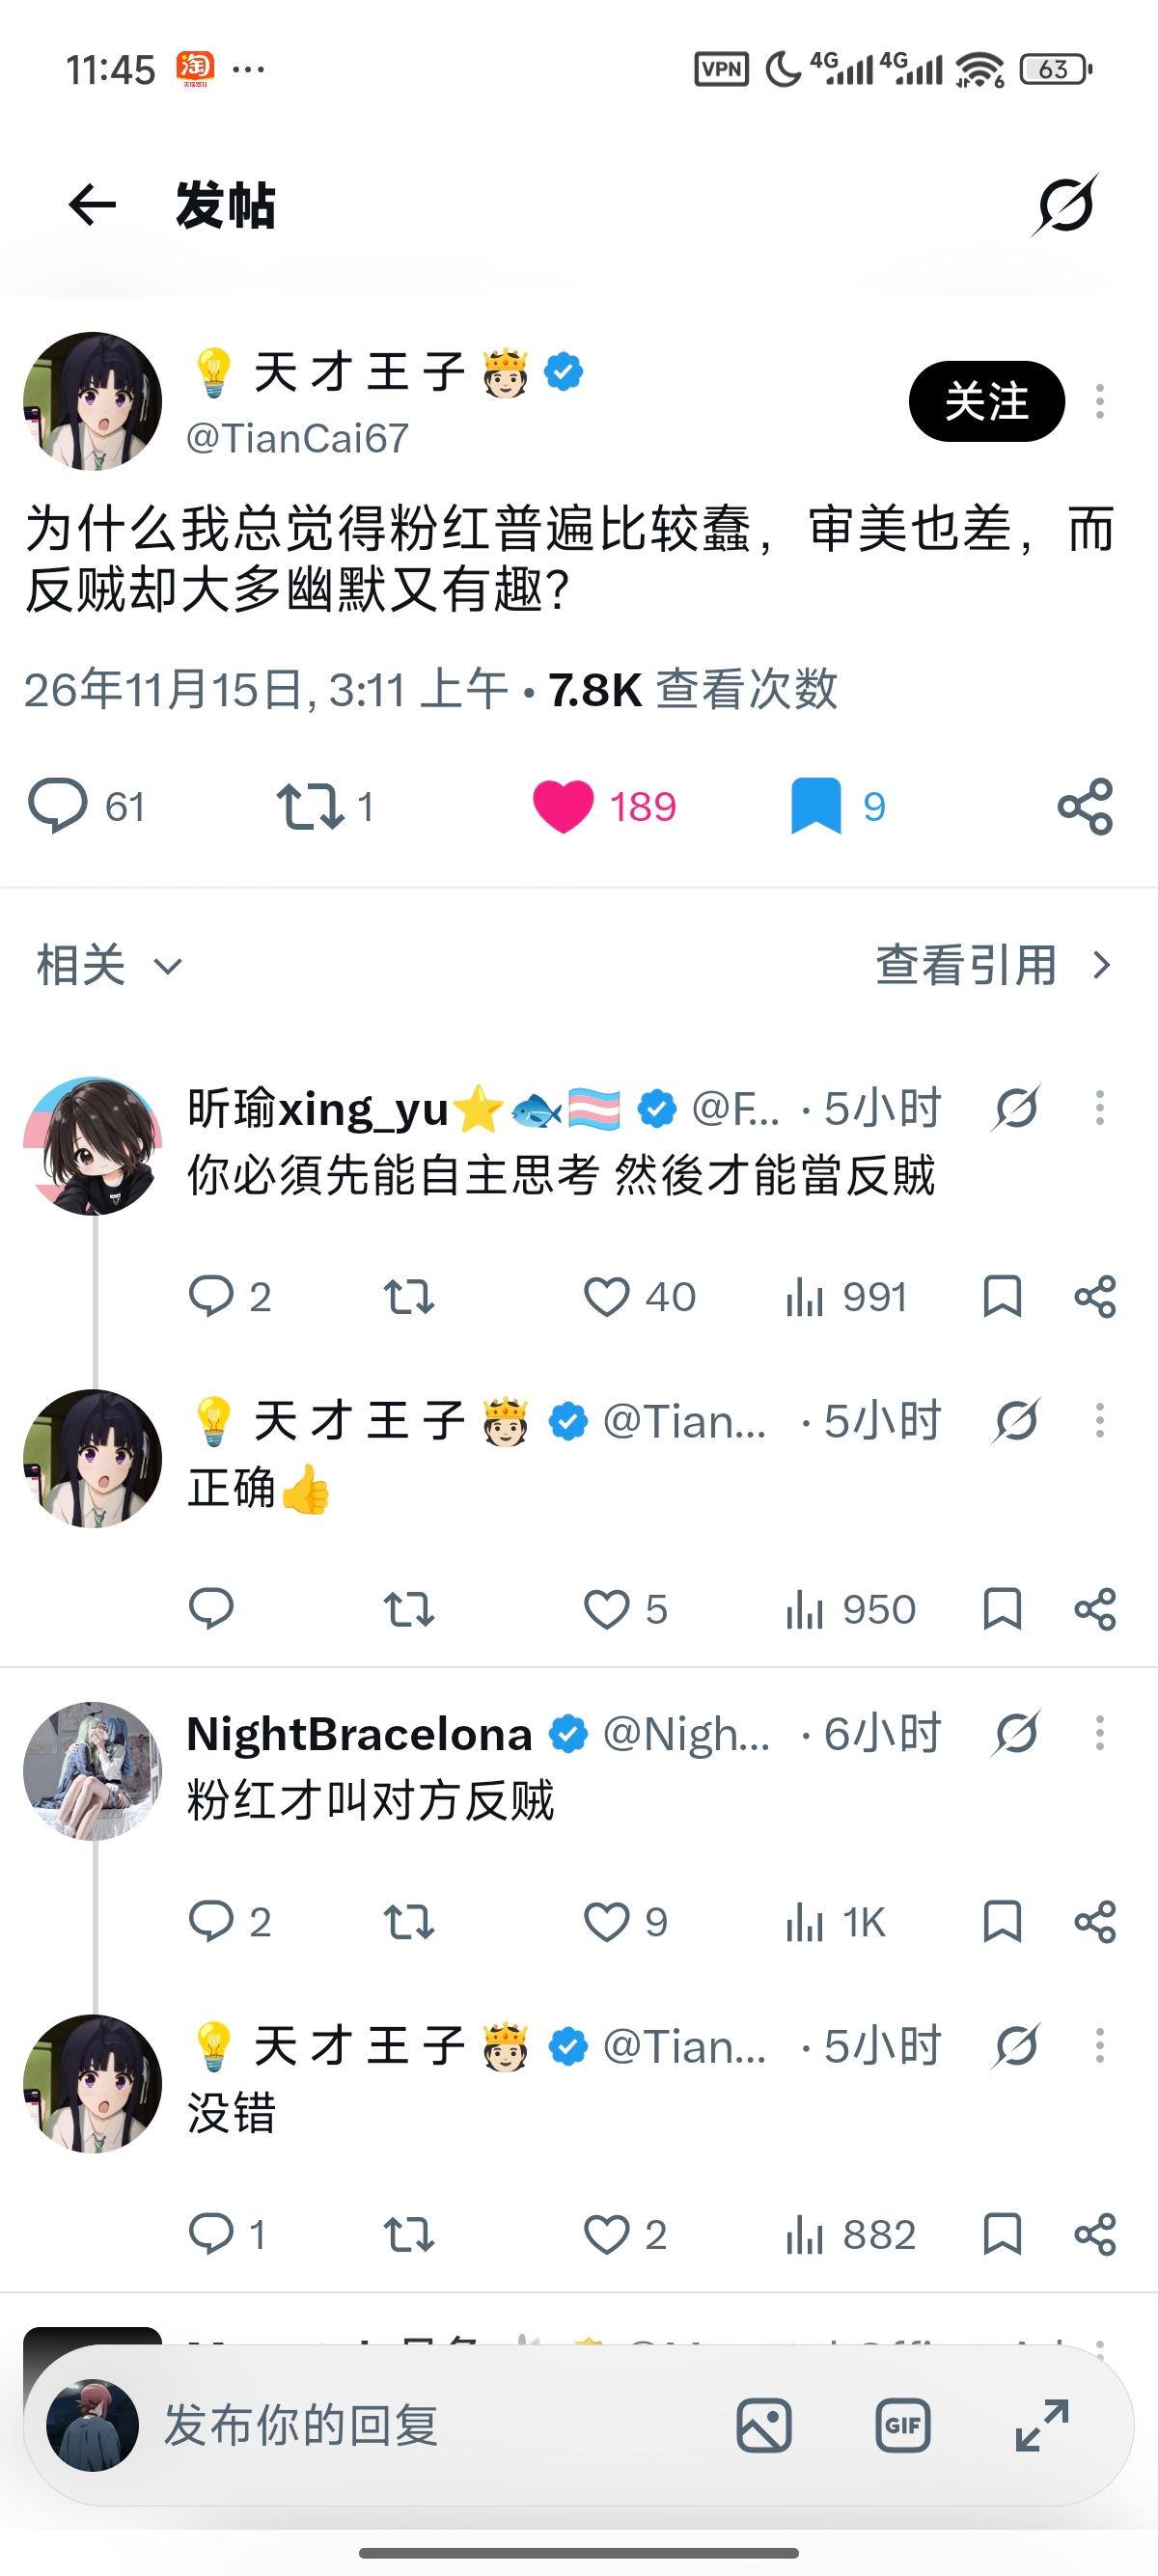 11:45 淘 ... VPN 4G 4G 6 63
发帖
💡 天 才 王 子 🤴🏻
@TianCai67
关注
为什么我总觉得粉红普遍比较蠢，审美也差，而
反贼却大多幽默又有趣？
26年11月15日, 3:11 上午 · 7.8K 查看次数
61 1 189 9
相关 查看引用
昕瑜xing_yu⭐🐟🏳️‍⚧️ @F... · 5小时
你必須先能自主思考 然後才能當反賊
2 40 991
💡 天 才 王 子 🤴🏻 @Tian... · 5小时
正确👍
5 950
NightBracelona @Nigh... · 6小时
粉红才叫对方反贼
2 9 1K
💡 天 才 王 子 🤴🏻 @Tian... · 5小时
没错
1 2 882
发布你的回复 GIF